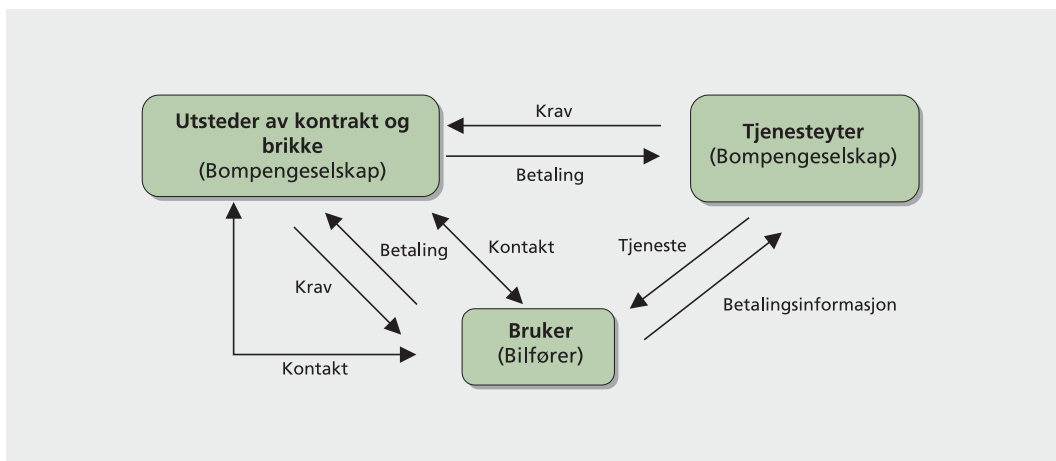 Utsteder av kontrakt og
brikke
(Bompengeselskap)
Krav
Betaling
Tjenesteyter
(Bompengeselskap)
Betaling
Kontakt
Tjeneste
Krav
Betalingsinformasjon
Bruker
(Bilfører)
Kontakt